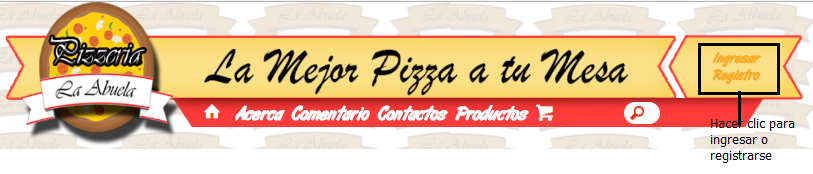 Pizzeria
La Abuela
La Mejor Pizza a tu Mesa
Ingresar
Registro
Acerca Comentario Contactos Productos
Hacer clic para
ingresar o
registrarse